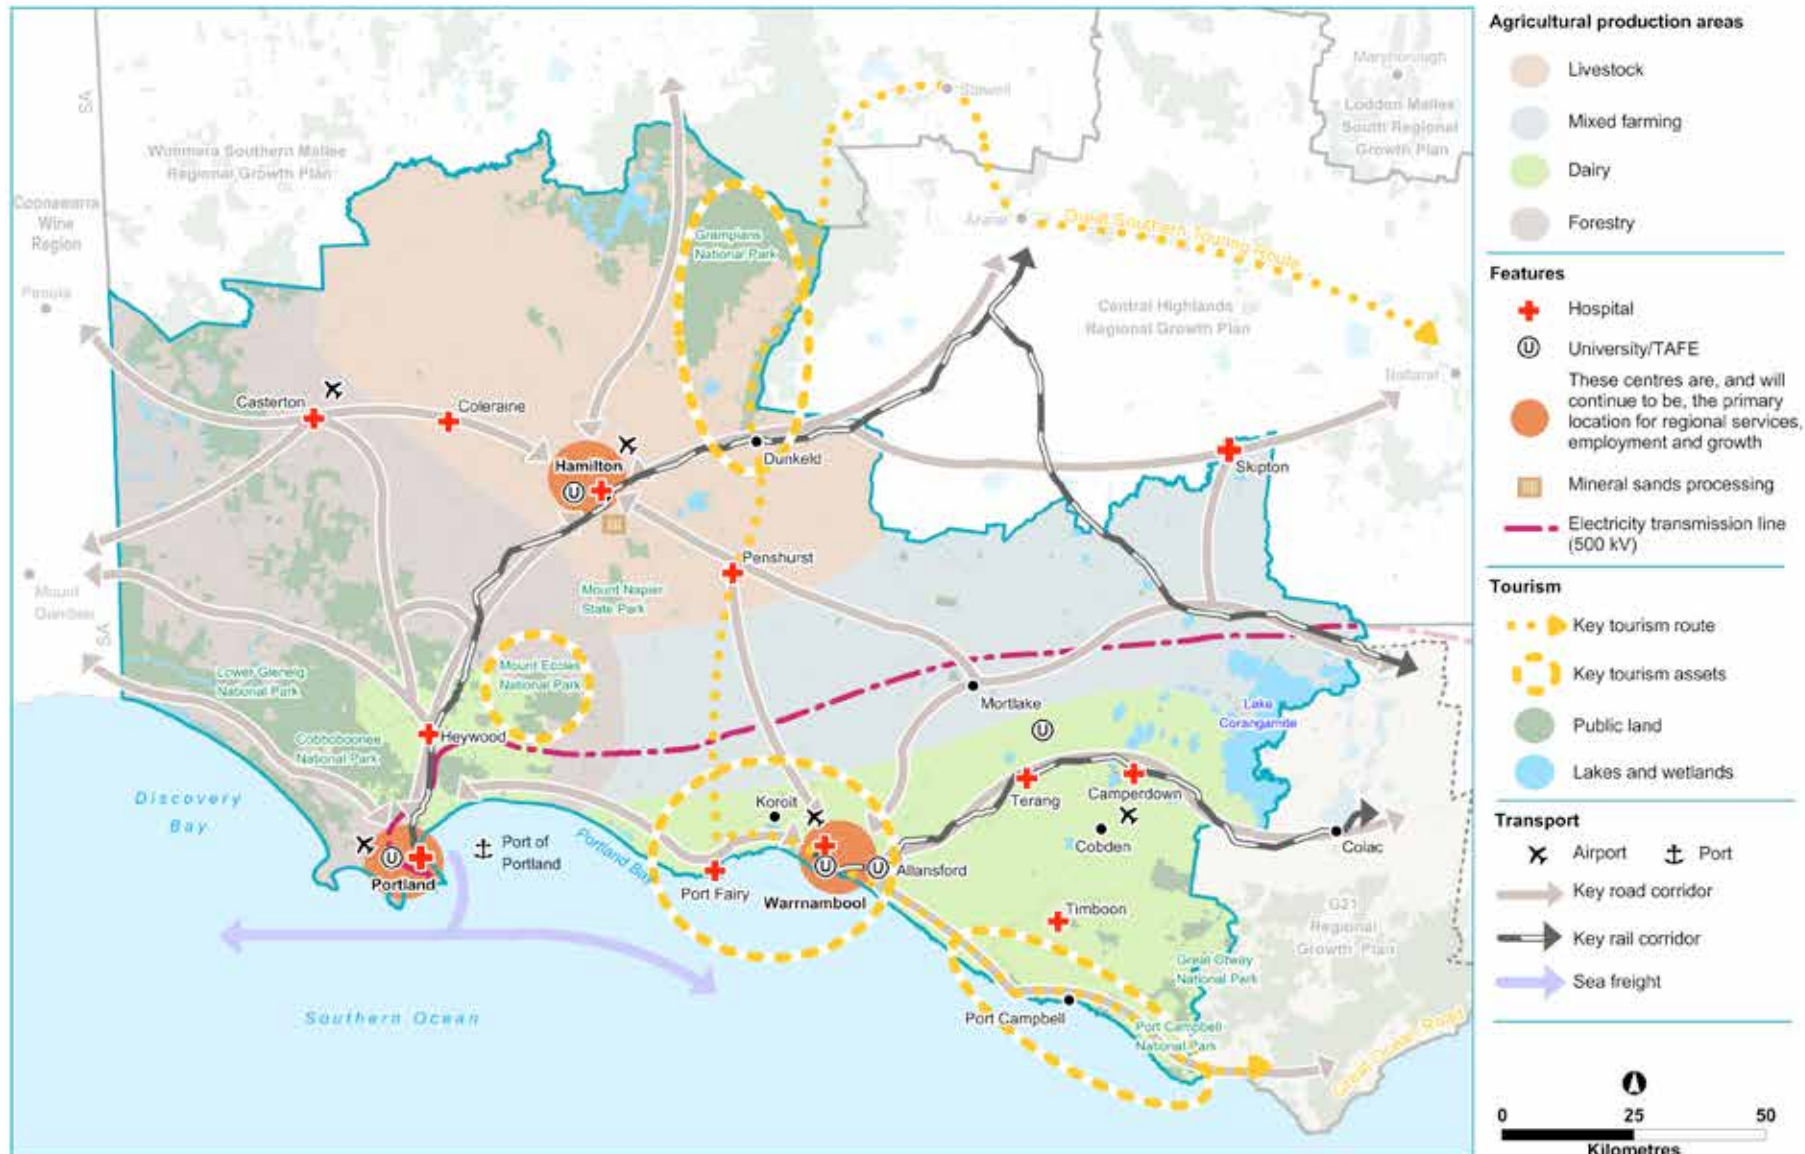 SA
Wimmera Southern Mallee
Regional Growth Plan
Coonawarra
Wine
Region
Penola
Stawell
Maryborough
Loddon Mallee
South Regional
Growth Plan
Ararat
Great Southern Touring Route
Grampians
National Park
Central Highlands
Regional Growth Plan
Ballarat
Casterton
Coleraine
Hamilton
Dunkeld
Skipton
Penshurst
Mount Napier
State Park
Mount
Gambier
SA
Lower Glenelg
National Park
Mount Eccles
National Park
Mortlake
Lake
Corangamite
Heywood
Cobboboonee
National Park
Discovery
Bay
Koroit
Terang
Camperdown
Cobden
Colac
Port of
Portland
Portland Bay
Portland
Port Fairy
Warrnambool
Allansford
Timboon
G21
Regional
Growth Plan
Great Otway
National Park
Southern Ocean
Port Campbell
Port Campbell
National Park
Great Ocean Road
Agricultural production areas
Livestock
Mixed farming
Dairy
Forestry
Features
Hospital
U University/TAFE
These centres are, and will
continue to be, the primary
location for regional services,
employment and growth
Mineral sands processing
Electricity transmission line
(500 kV)
Tourism
Key tourism route
Key tourism assets
Public land
Lakes and wetlands
Transport
Airport Port
Key road corridor
Key rail corridor
Sea freight
0 25 50
Kilometres